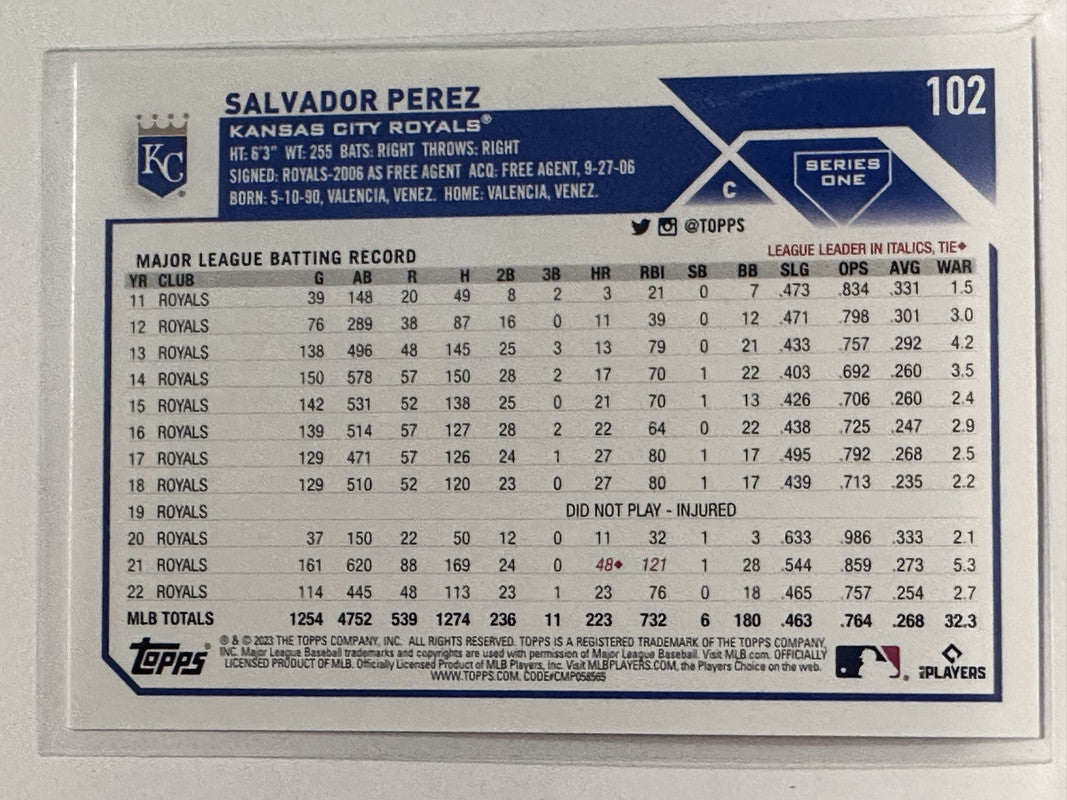 SALVADOR PEREZ
102
KANSAS CITY ROYALS®
HT: 6'3" WT: 255 BATS: RIGHT THROWS: RIGHT
SIGNED: ROYALS-2006 AS FREE AGENT ACQ: FREE AGENT, 9-27-06
BORN: 5-10-90, VALENCIA, VENEZ. HOME: VALENCIA, VENEZ.
KC
C
SERIES
ONE
@TOPPS
MAJOR LEAGUE BATTING RECORD
LEAGUE LEADER IN ITALICS, TIE♦
YR CLUB G AB R H 2B 3B HR RBI SB BB SLG OPS AVG WAR
11 ROYALS 39 148 20 49 8 2 3 21 0 7 .473 .834 .331 1.5
12 ROYALS 76 289 38 87 16 0 11 39 0 12 .471 .798 .301 3.0
13 ROYALS 138 496 48 145 25 3 13 79 0 21 .433 .757 .292 4.2
14 ROYALS 150 578 57 150 28 2 17 70 1 22 .403 .692 .260 3.5
15 ROYALS 142 531 52 138 25 0 21 70 1 13 .426 .706 .260 2.4
16 ROYALS 139 514 57 127 28 2 22 64 0 22 .438 .725 .247 2.9
17 ROYALS 129 471 57 126 24 1 27 80 1 17 .495 .792 .268 2.5
18 ROYALS 129 510 52 120 23 0 27 80 1 17 .439 .713 .235 2.2
19 ROYALS DID NOT PLAY - INJURED
20 ROYALS 37 150 22 50 12 0 11 32 1 3 .633 .986 .333 2.1
21 ROYALS 161 620 88 169 24 0 48♦ 121 1 28 .544 .859 .273 5.3
22 ROYALS 114 445 48 113 23 1 23 76 0 18 .465 .757 .254 2.7
MLB TOTALS 1254 4752 539 1274 236 11 223 732 6 180 .463 .764 .268 32.3
Topps®
® & © 2023 THE TOPPS COMPANY, INC. ALL RIGHTS RESERVED. TOPPS IS A REGISTERED TRADEMARK OF THE TOPPS COMPANY,
INC. Major League Baseball trademarks and copyrights are used with permission of Major League Baseball. Visit MLB.com. OFFICIALLY
LICENSED PRODUCT OF MLB. Officially Licensed Product of MLB Players, Inc. Visit MLBPLAYERS.COM, the Players Choice on the web.
WWW.TOPPS.COM. CODE#CMP058565
MLB PLAYERS